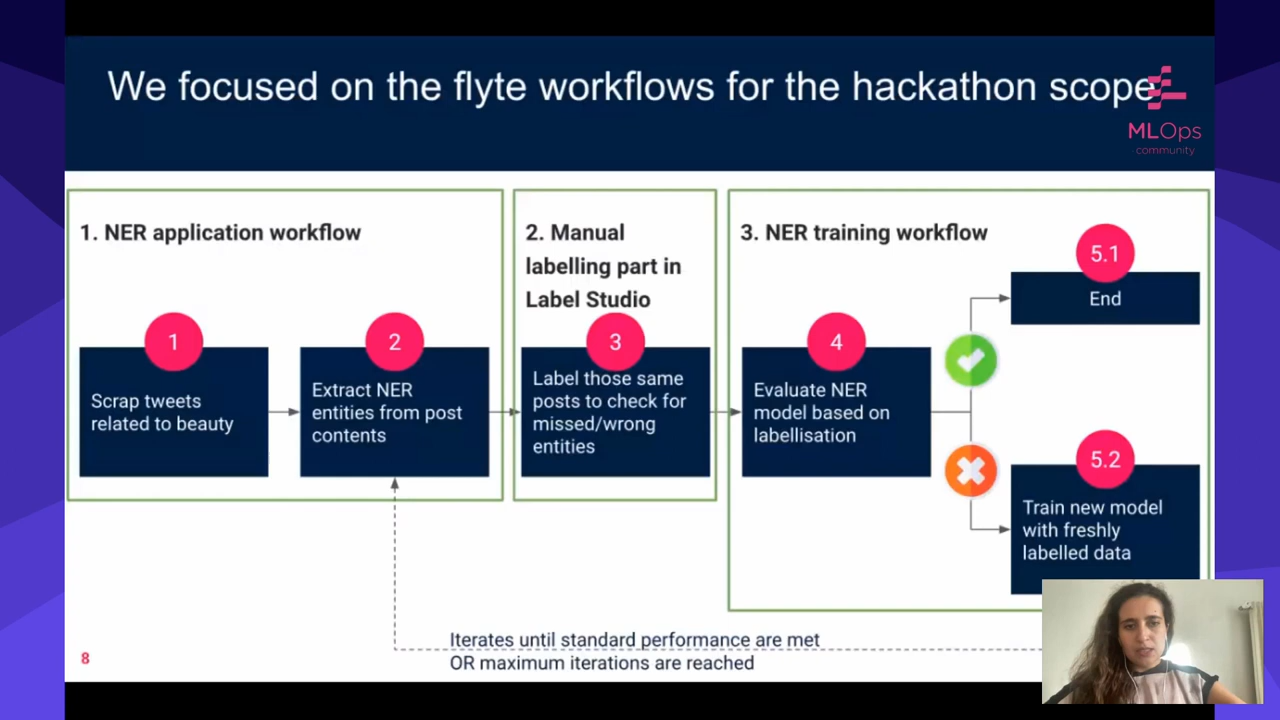 We focused on the flyte workflows for the hackathon scope
MLOps
community
1. NER application workflow
1
Scrap tweets
related to beauty
2
Extract NER
entities from post
contents
2. Manual
labelling part in
Label Studio
3
Label those same
posts to check for
missed/wrong
entities
3. NER training workflow
4
Evaluate NER
model based on
labellisation
5.1
End
5.2
Train new model
with freshly
labelled data
Iterates until standard performance are met
OR maximum iterations are reached
8